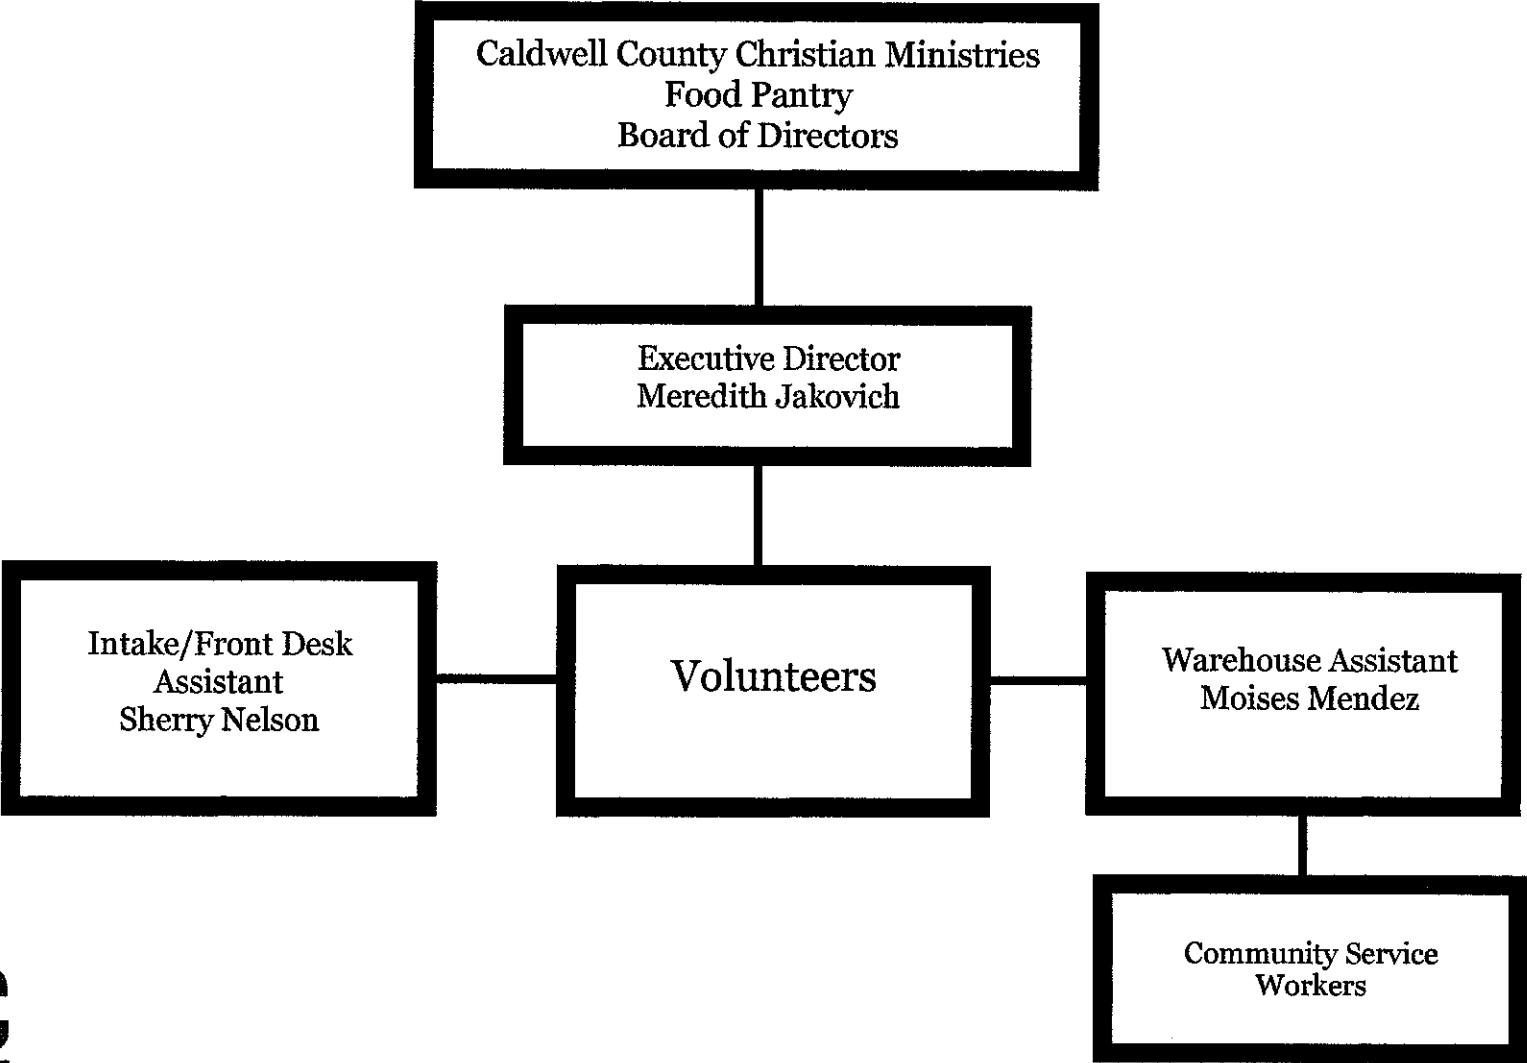 Caldwell County Christian Ministries
Food Pantry
Board of Directors
Executive Director
Meredith Jakovich
Intake/Front Desk
Assistant
Sherry Nelson
Volunteers
Warehouse Assistant
Moises Mendez
Community Service
Workers